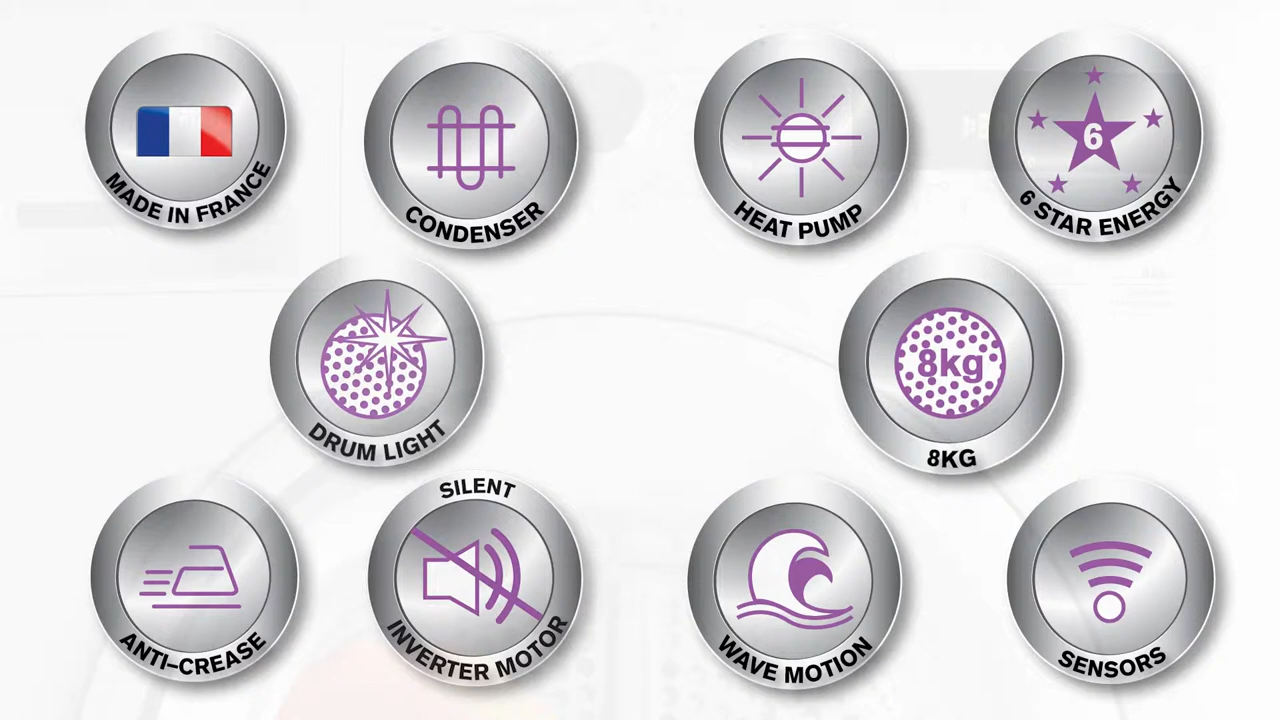 MADE IN FRANCE
CONDENSER
HEAT PUMP
6
6 STAR ENERGY
DRUM LIGHT
8kg
8KG
ANTI–CREASE
SILENT
INVERTER MOTOR
WAVE MOTION
SENSORS